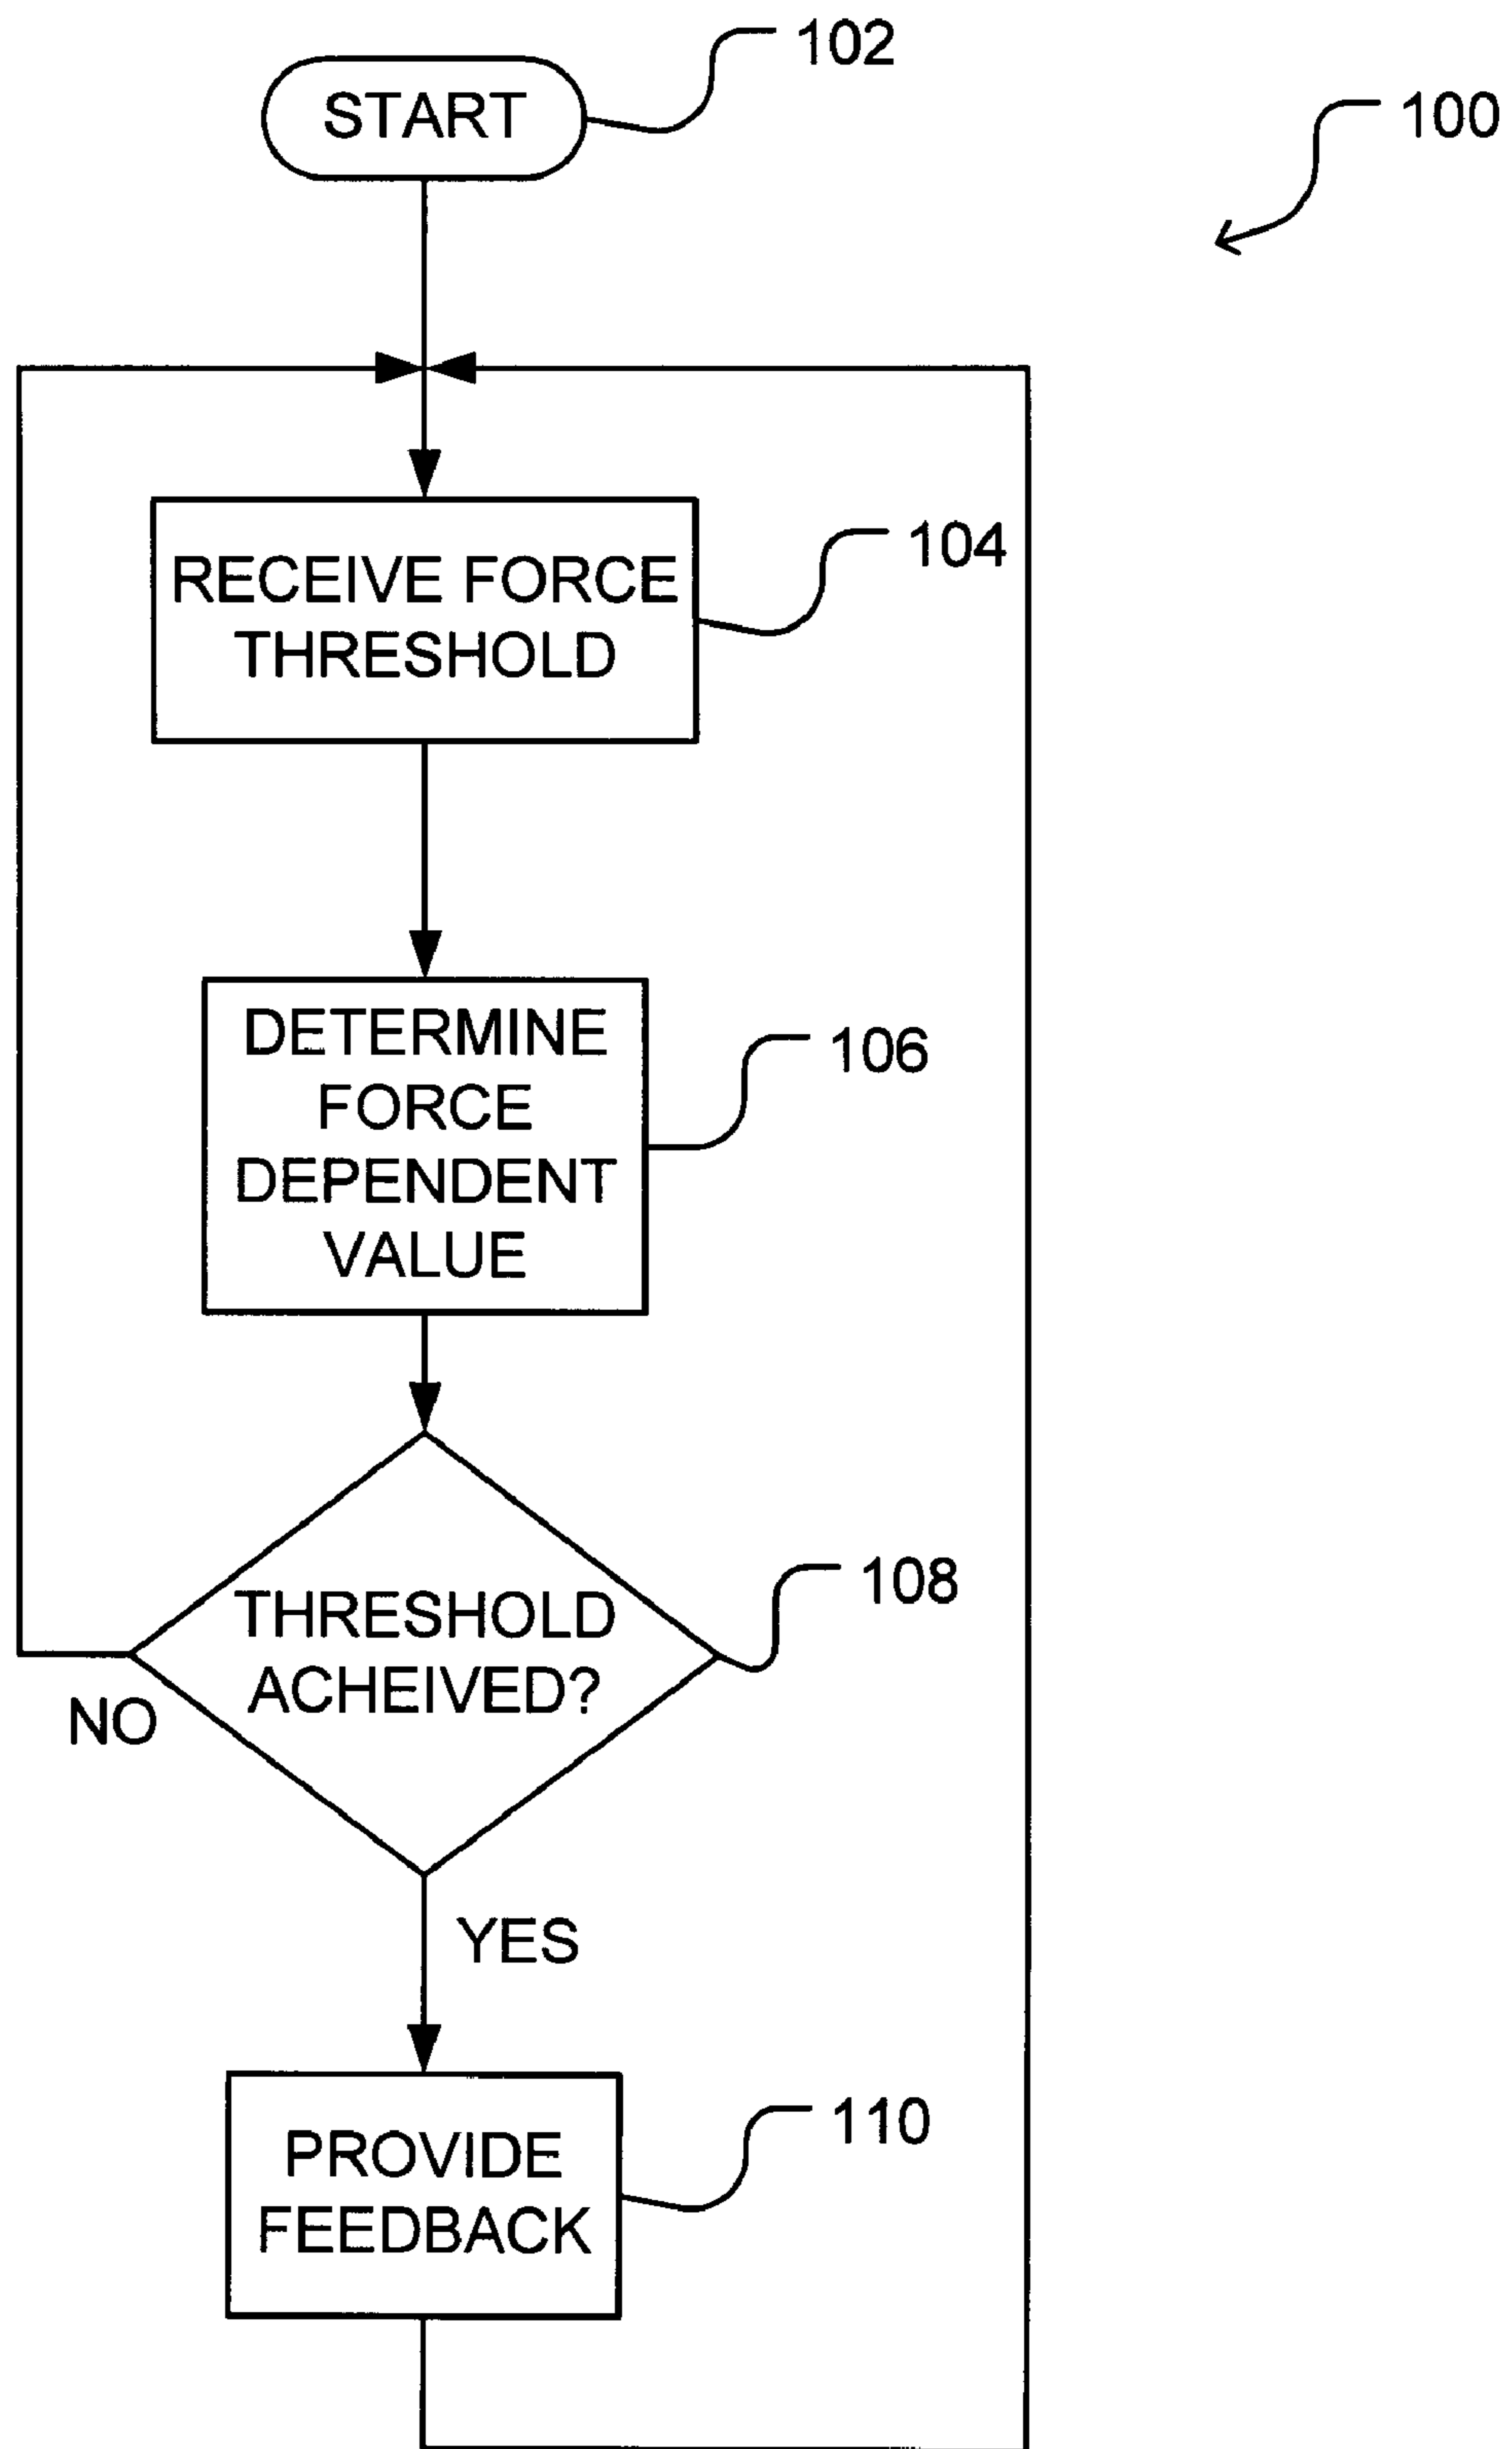 102
START
100
RECEIVE FORCE
THRESHOLD
104
DETERMINE
FORCE
DEPENDENT
VALUE
106
THRESHOLD
ACHEIVED?
108
NO
YES
PROVIDE
FEEDBACK
110